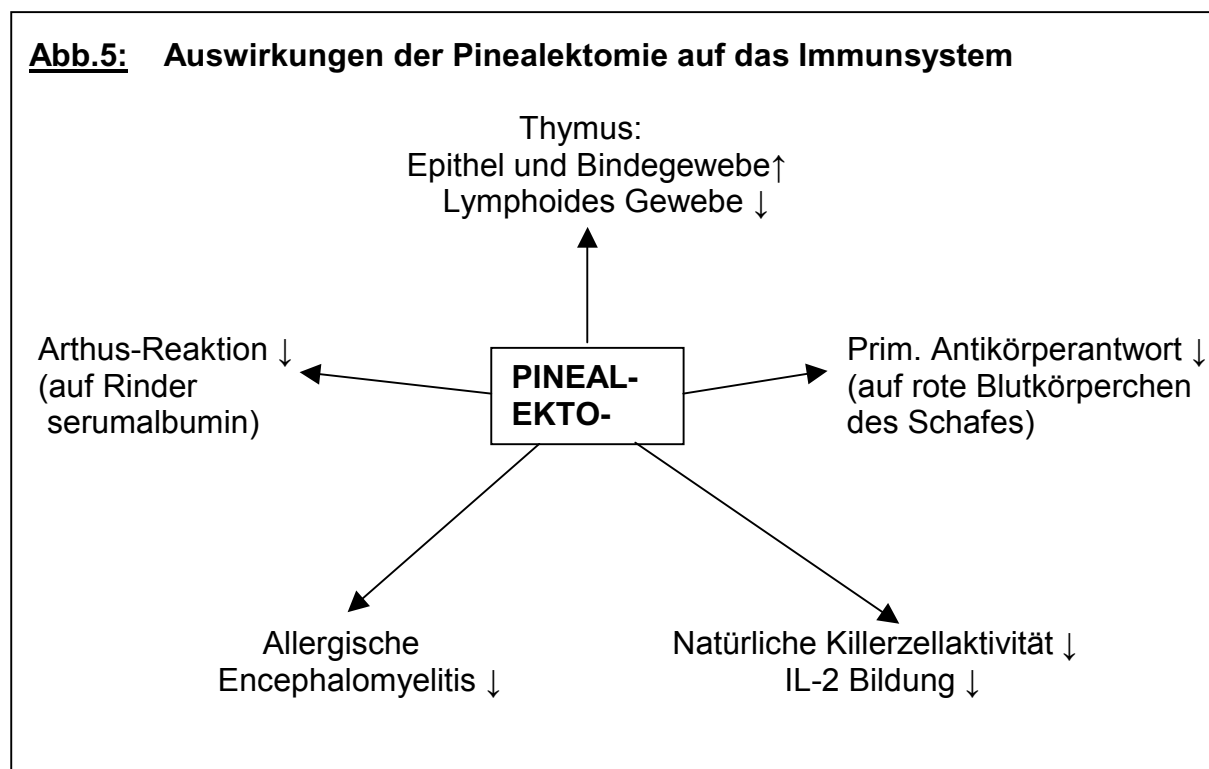 Abb.5: Auswirkungen der Pinealektomie auf das Immunsystem
Thymus:
Epithel und Bindegewebe↑
Lymphoides Gewebe ↓
Arthus-Reaktion ↓
(auf Rinder
serumalbumin)
PINEAL-
EKTO-
Prim. Antikörperantwort ↓
(auf rote Blutkörperchen
des Schafes)
Allergische
Encephalomyelitis ↓
Natürliche Killerzellaktivität ↓
IL-2 Bildung ↓